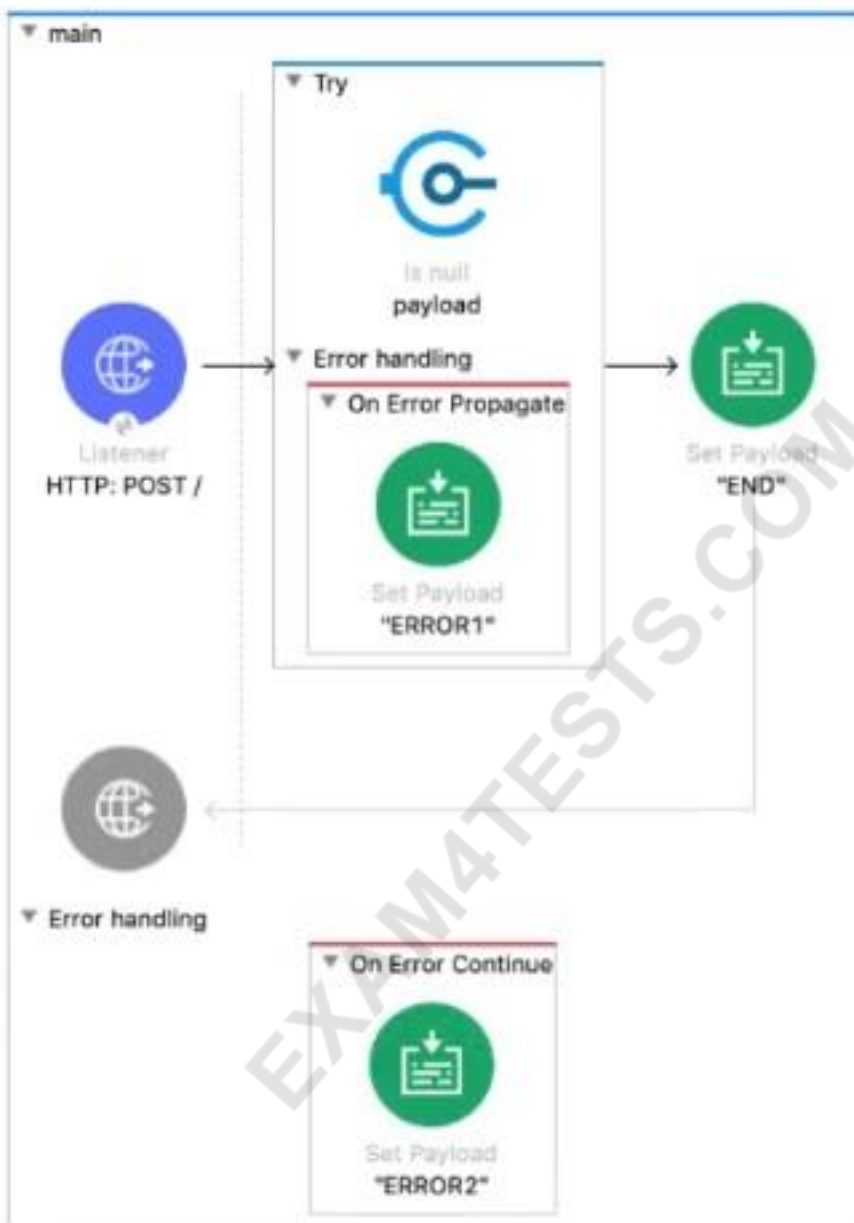 main
Try
Is null
payload
Error handling
On Error Propagate
Listener
HTTP: POST /
Set Payload
"END"
Set Payload
"ERROR1"
Error handling
On Error Continue
Set Payload
"ERROR2"
EXAM4TESTS.COM